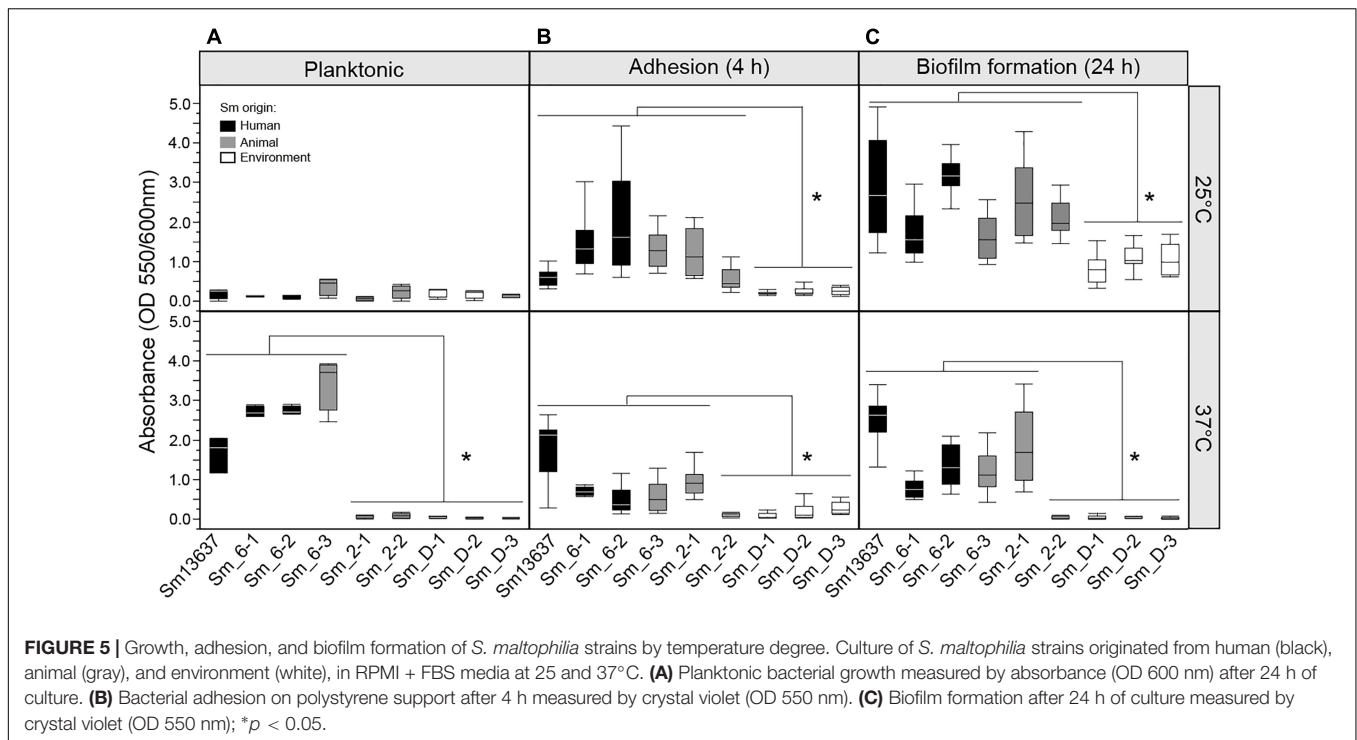 A
B
C
Planktonic
Adhesion (4 h)
Biofilm formation (24 h)
Absorbance (OD 550/600nm)
5.0
4.0
3.0
2.0
1.0
0.0
Sm origin:
Human
Animal
Environment
*
*
25°C
5.0
4.0
3.0
2.0
1.0
0.0
*
*
*
37°C
Sm13637
Sm_6-1
Sm_6-2
Sm_6-3
Sm_2-1
Sm_2-2
Sm_D-1
Sm_D-2
Sm_D-3
Sm13637
Sm_6-1
Sm_6-2
Sm_6-3
Sm_2-1
Sm_2-2
Sm_D-1
Sm_D-2
Sm_D-3
Sm13637
Sm_6-1
Sm_6-2
Sm_6-3
Sm_2-1
Sm_2-2
Sm_D-1
Sm_D-2
Sm_D-3
FIGURE 5 | Growth, adhesion, and biofilm formation of S. maltophilia strains by temperature degree. Culture of S. maltophilia strains originated from human (black),
animal (gray), and environment (white), in RPMI + FBS media at 25 and 37°C. (A) Planktonic bacterial growth measured by absorbance (OD 600 nm) after 24 h of
culture. (B) Bacterial adhesion on polystyrene support after 4 h measured by crystal violet (OD 550 nm). (C) Biofilm formation after 24 h of culture measured by
crystal violet (OD 550 nm); *p < 0.05.